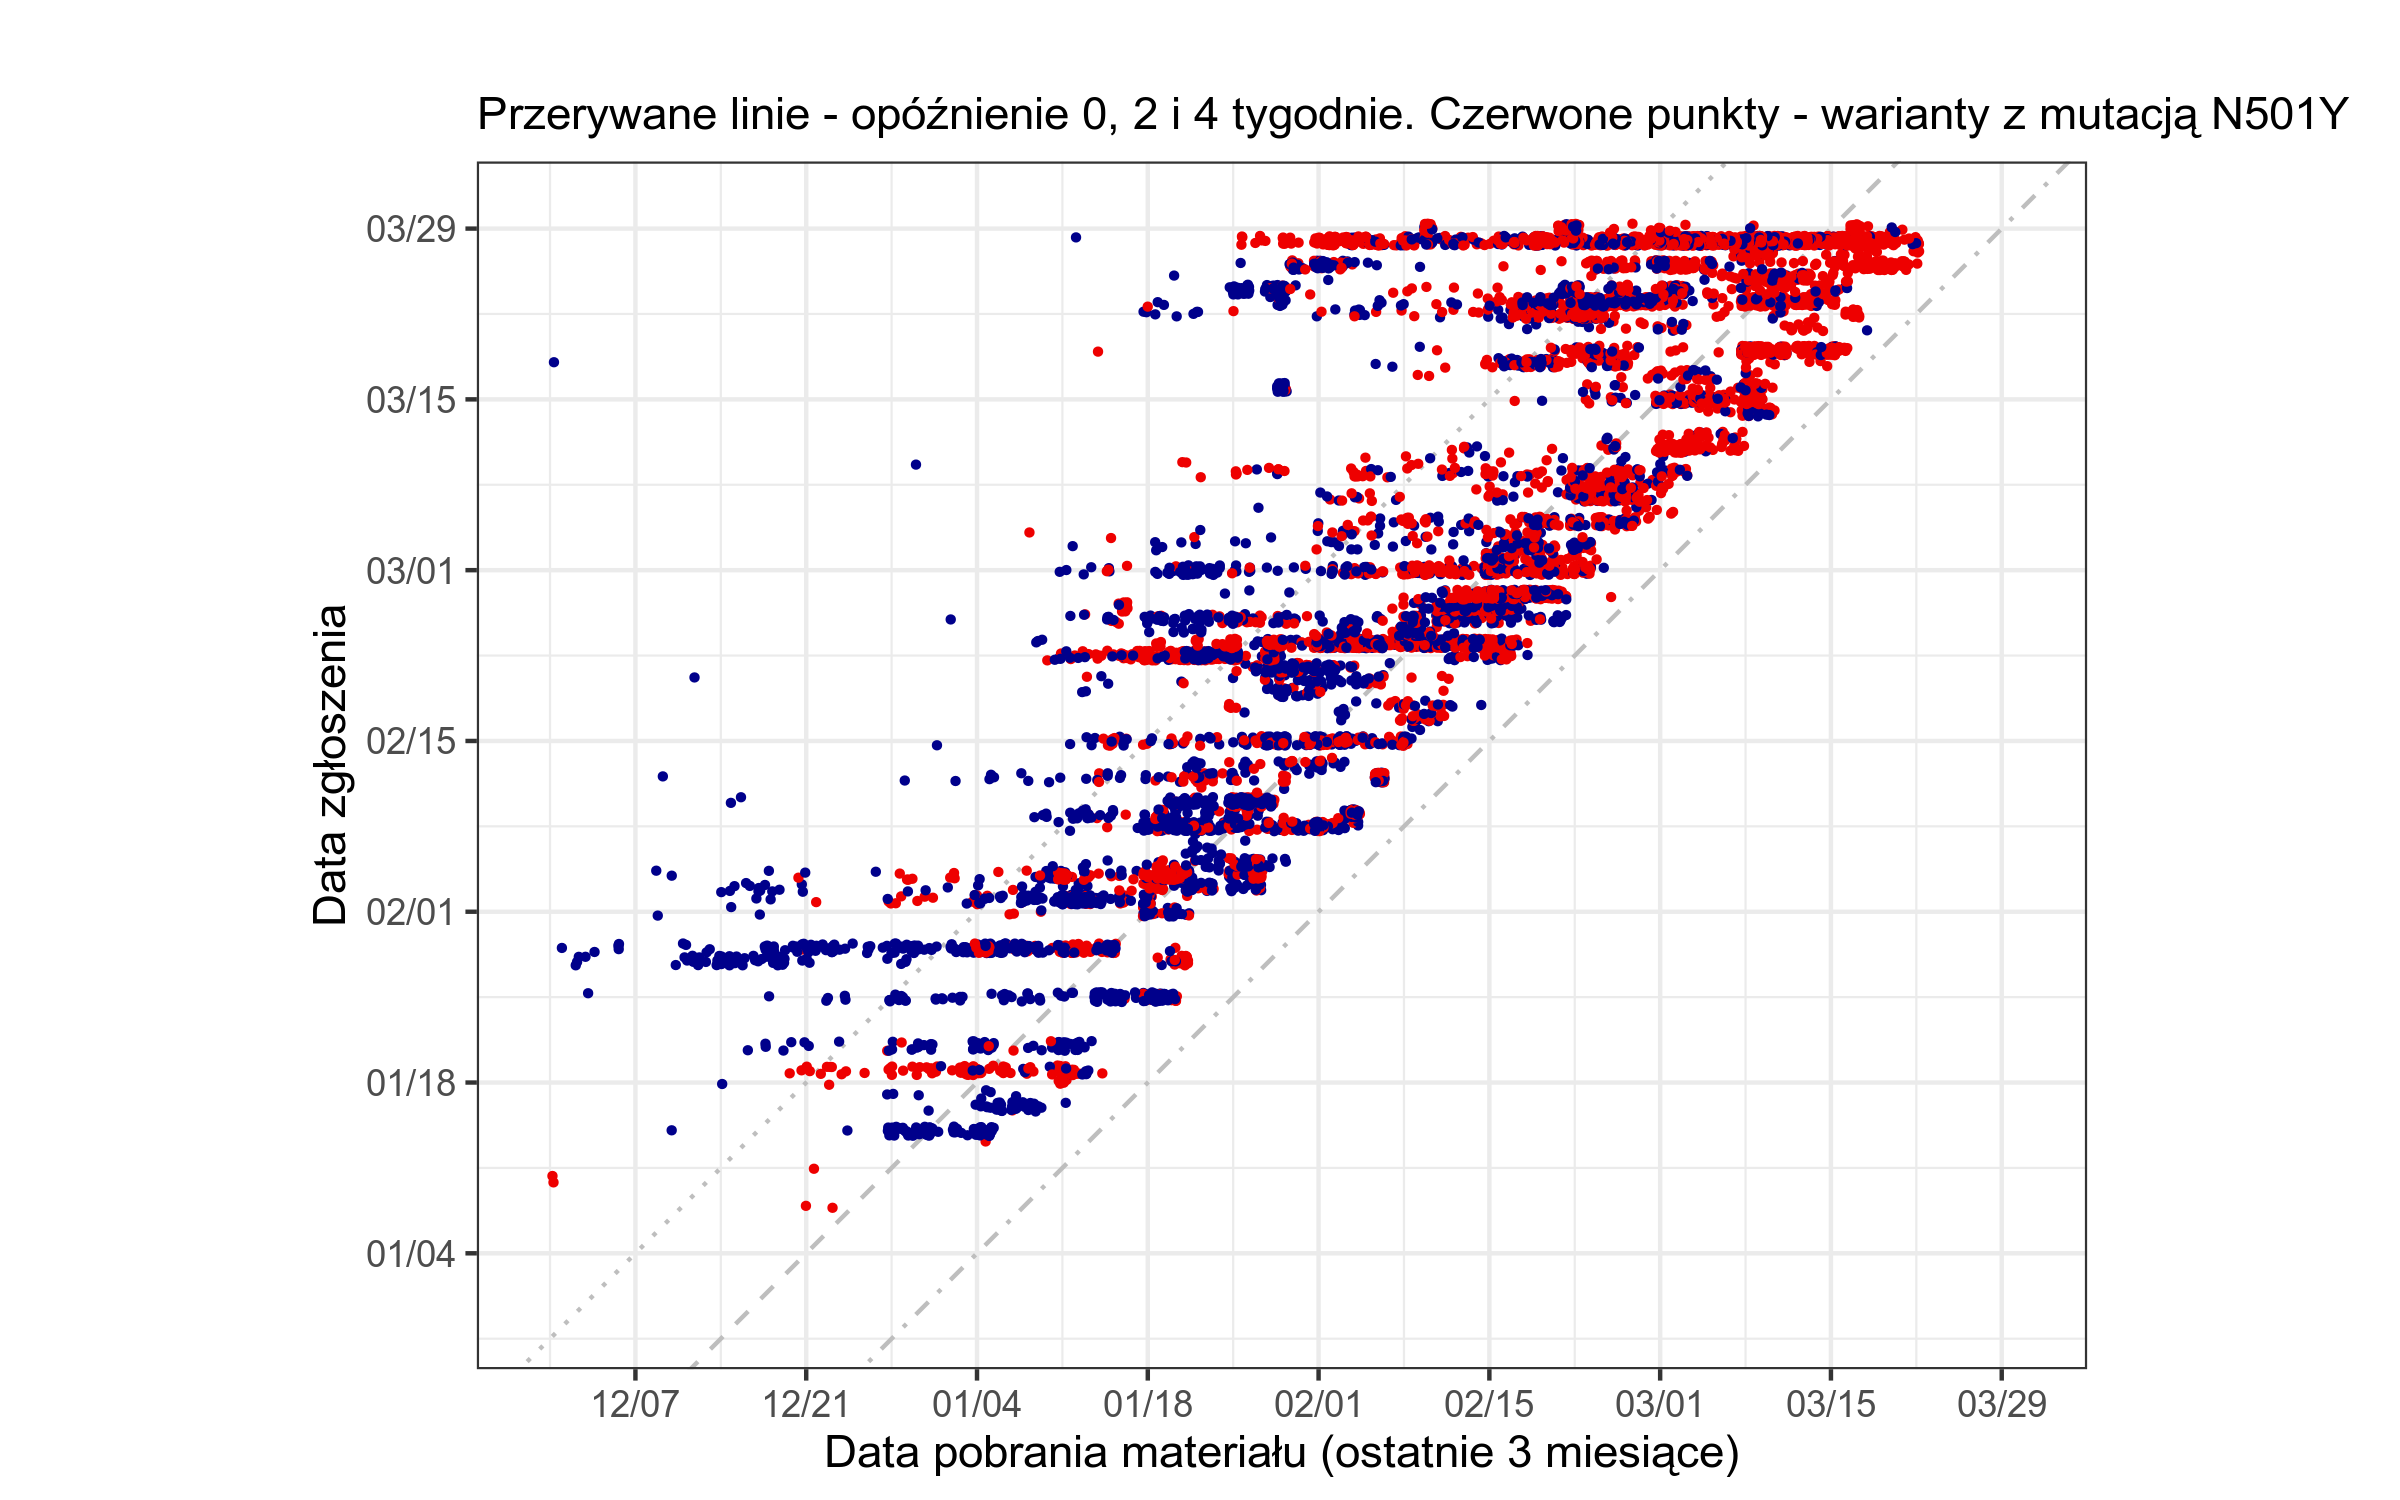 Przerywane linie - opóźnienie 0, 2 i 4 tygodnie. Czerwone punkty - warianty z mutacją N501Y
Data zgłoszenia
03/29
03/15
03/01
02/15
02/01
01/18
01/04
12/07 12/21 01/04 01/18 02/01 02/15 03/01 03/15 03/29
Data pobrania materiału (ostatnie 3 miesiące)